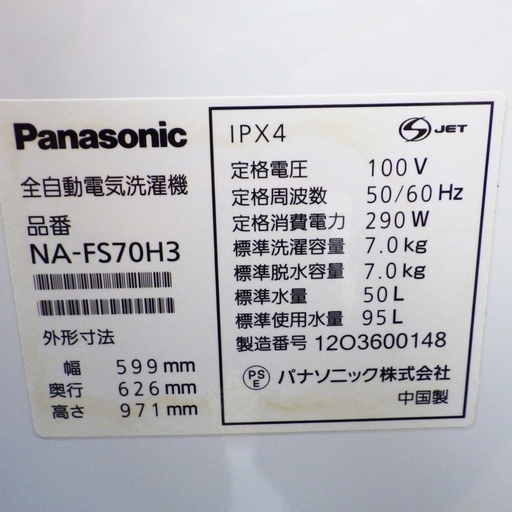 Panasonic
全自動電気洗濯機
品番
NA-FS70H3
外形寸法
幅 599mm
奥行 626mm
高さ 971mm
IPX4
S JET
定格電圧 100V
定格周波数 50/60 Hz
定格消費電力 290W
標準洗濯容量 7.0kg
標準脱水容量 7.0kg
標準水量 50L
標準使用水量 95L
製造番号 12O3600148
PS
E
パナソニック株式会社
中国製